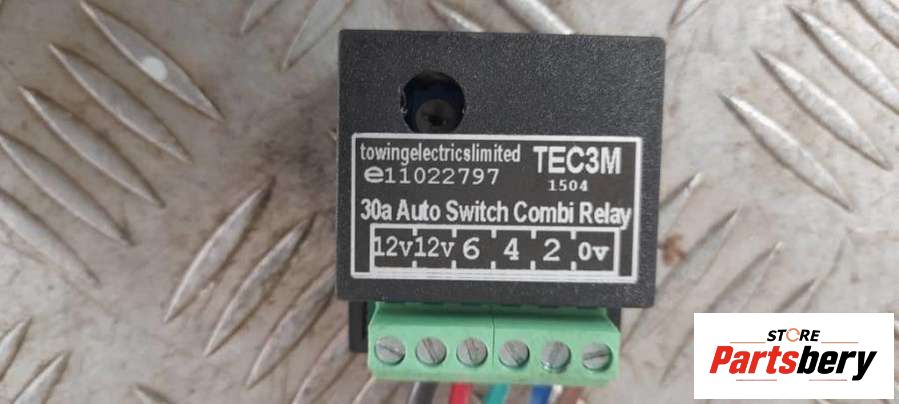 towingelectricslimited TEC3M
e11022797 1504
30a Auto Switch Combi Relay
12v 12v 6 4 2 0v
STORE
Partsbery